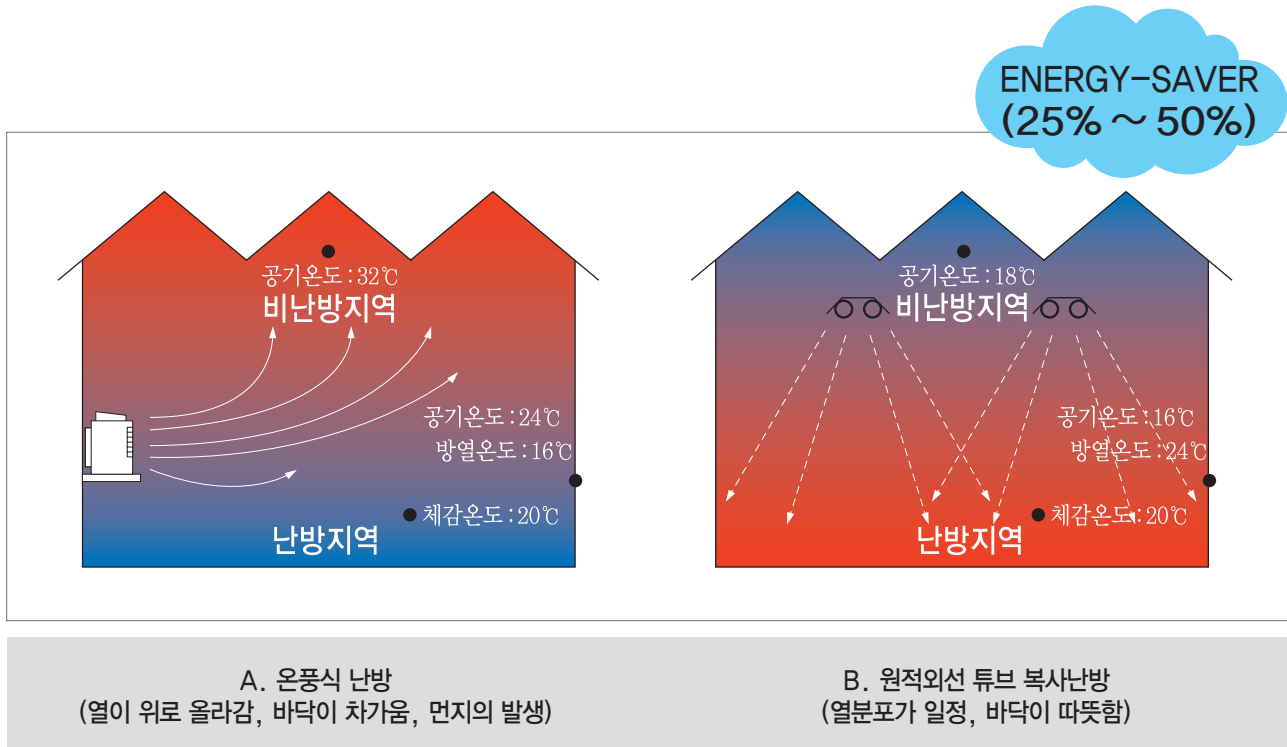 ENERGY-SAVER
(25% ~ 50%)
공기온도 : 32℃
비난방지역
공기온도 : 24℃
방열온도 : 16℃
체감온도 : 20℃
난방지역
공기온도 : 18℃
비난방지역
공기온도 : 16℃
방열온도 : 24℃
체감온도 : 20℃
난방지역
A. 온풍식 난방
(열이 위로 올라감, 바닥이 차가움, 먼지의 발생)
B. 원적외선 튜브 복사난방
(열분포가 일정, 바닥이 따뜻함)